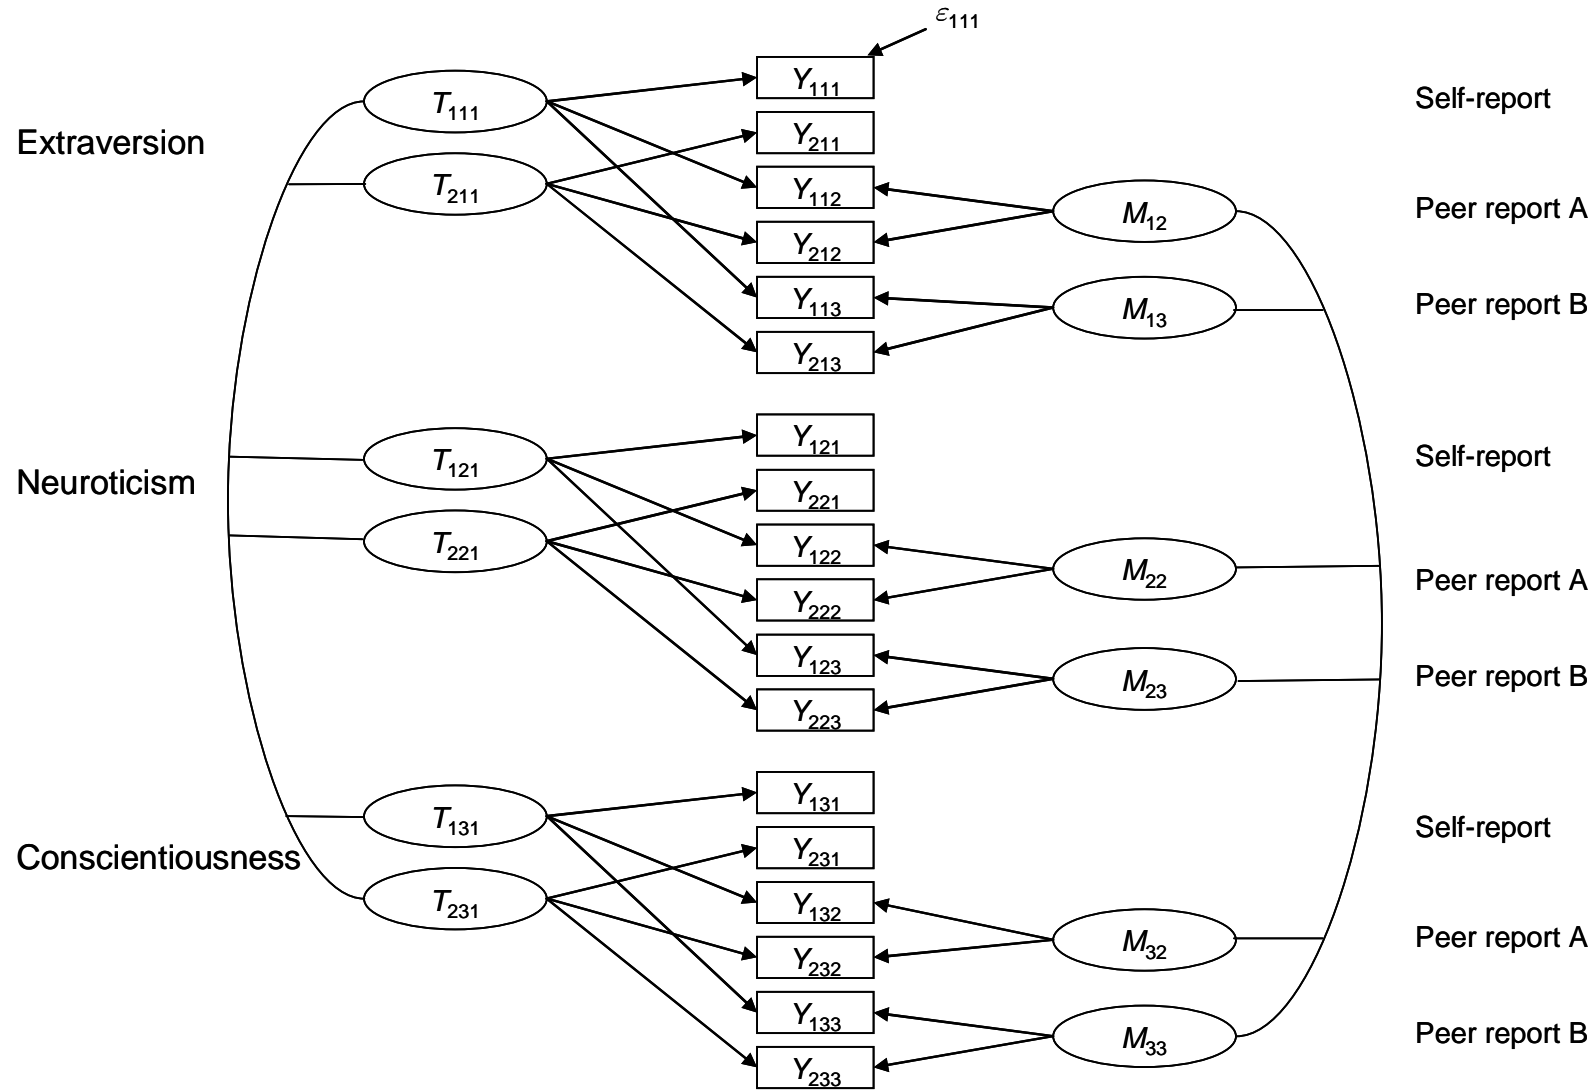 ε111
Y111
Self-report
T111
Extraversion
Y211
T211
Y112
M12
Peer report A
Y212
Y113
M13
Peer report B
Y213
Y121
Self-report
T121
Neuroticism
Y221
T221
Y122
M22
Peer report A
Y222
Y123
M23
Peer report B
Y223
Y131
Self-report
T131
Conscientiousness
Y231
T231
Y132
M32
Peer report A
Y232
Y133
M33
Peer report B
Y233